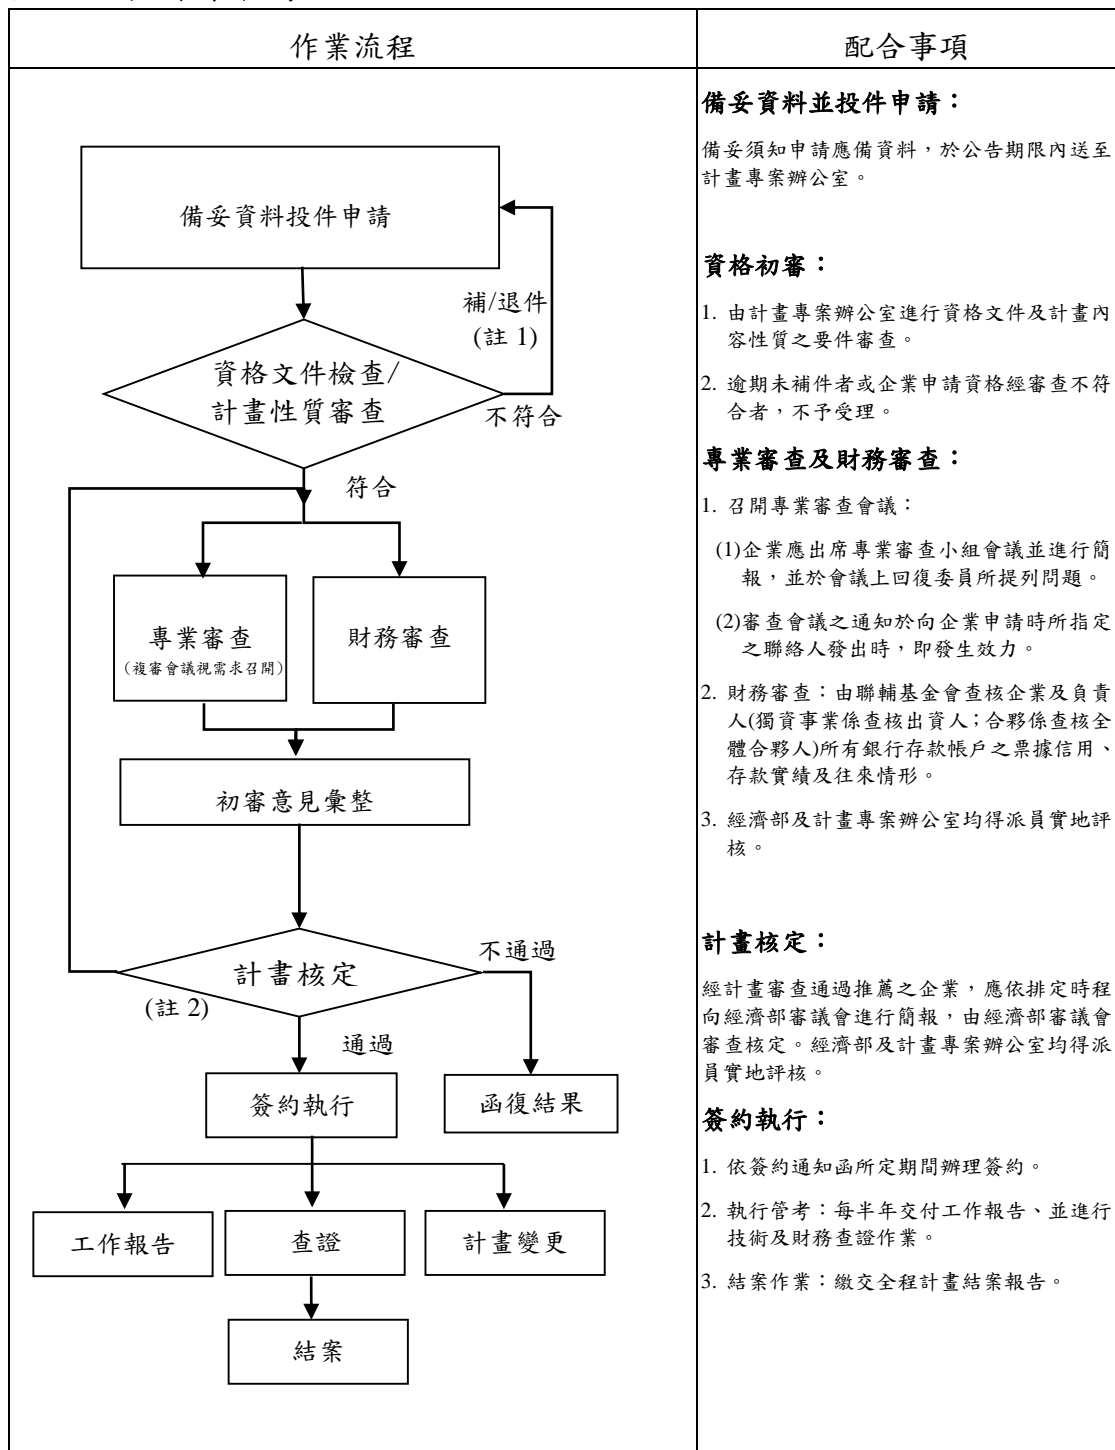 作業流程
配合事項
備妥資料投件申請
補/退件
(註 1)
資格文件檢查/
計畫性質審查
不符合
符合
專業審查
(複審會議視需求召開)
財務審查
初審意見彙整
計畫核定
不通過
(註 2)
通過
簽約執行
函復結果
工作報告
查證
計畫變更
結案
備妥資料並投件申請：
備妥須知申請應備資料，於公告期限內送至
計畫專案辦公室。
資格初審：
1. 由計畫專案辦公室進行資格文件及計畫內
容性質之要件審查。
2. 逾期未補件者或企業申請資格經審查不符
合者，不予受理。
專業審查及財務審查：
1. 召開專業審查會議：
(1)企業應出席專業審查小組會議並進行簡
報，並於會議上回復委員所提列問題。
(2)審查會議之通知於向企業申請時所指定
之聯絡人發出時，即發生效力。
2. 財務審查：由聯輔基金會查核企業及負責
人(獨資事業係查核出資人；合夥係查核全
體合夥人)所有銀行存款帳戶之票據信用、
存款實績及往來情形。
3. 經濟部及計畫專案辦公室均得派員實地評
核。
計畫核定：
經計畫審查通過推薦之企業，應依排定時程
向經濟部審議會進行簡報，由經濟部審議會
審查核定。經濟部及計畫專案辦公室均得派
員實地評核。
簽約執行：
1. 依簽約通知函所定期間辦理簽約。
2. 執行管考：每半年交付工作報告、並進行
技術及財務查證作業。
3. 結案作業：繳交全程計畫結案報告。